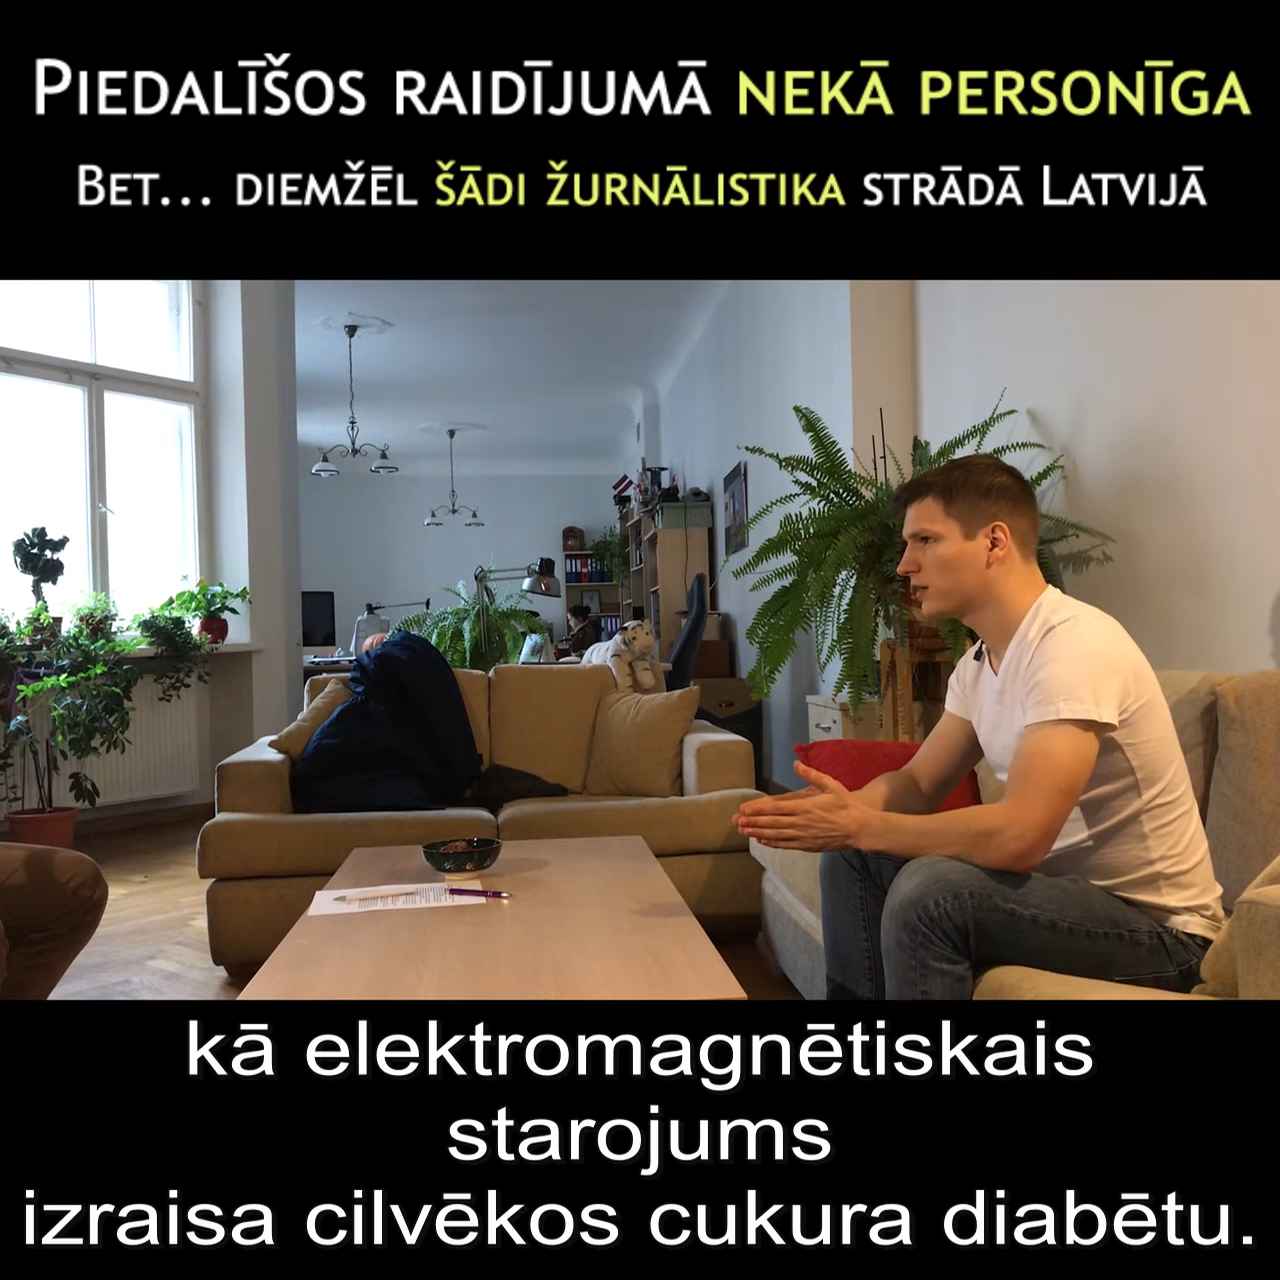 Piedalīšos raidījumā nekā personīga
Bet... diemžēl šādi žurnālistika strādā Latvijā
kā elektromagnētiskais
starojums
izraisa cilvēkos cukura diabētu.